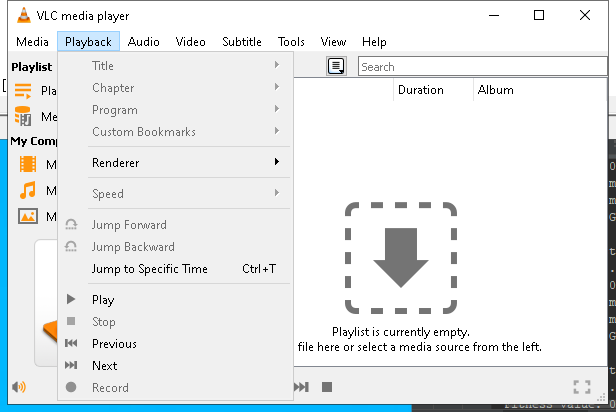 VLC media player
Media Playback Audio Video Subtitle Tools View Help
Playlist
Search
Pla
Me
My Comp
M
M
M
Title
Chapter
Program
Custom Bookmarks
Renderer
Speed
Jump Forward
Jump Backward
Jump to Specific Time Ctrl+T
Play
Stop
Previous
Next
Record
Duration Album
Playlist is currently empty.
file here or select a media source from the left.